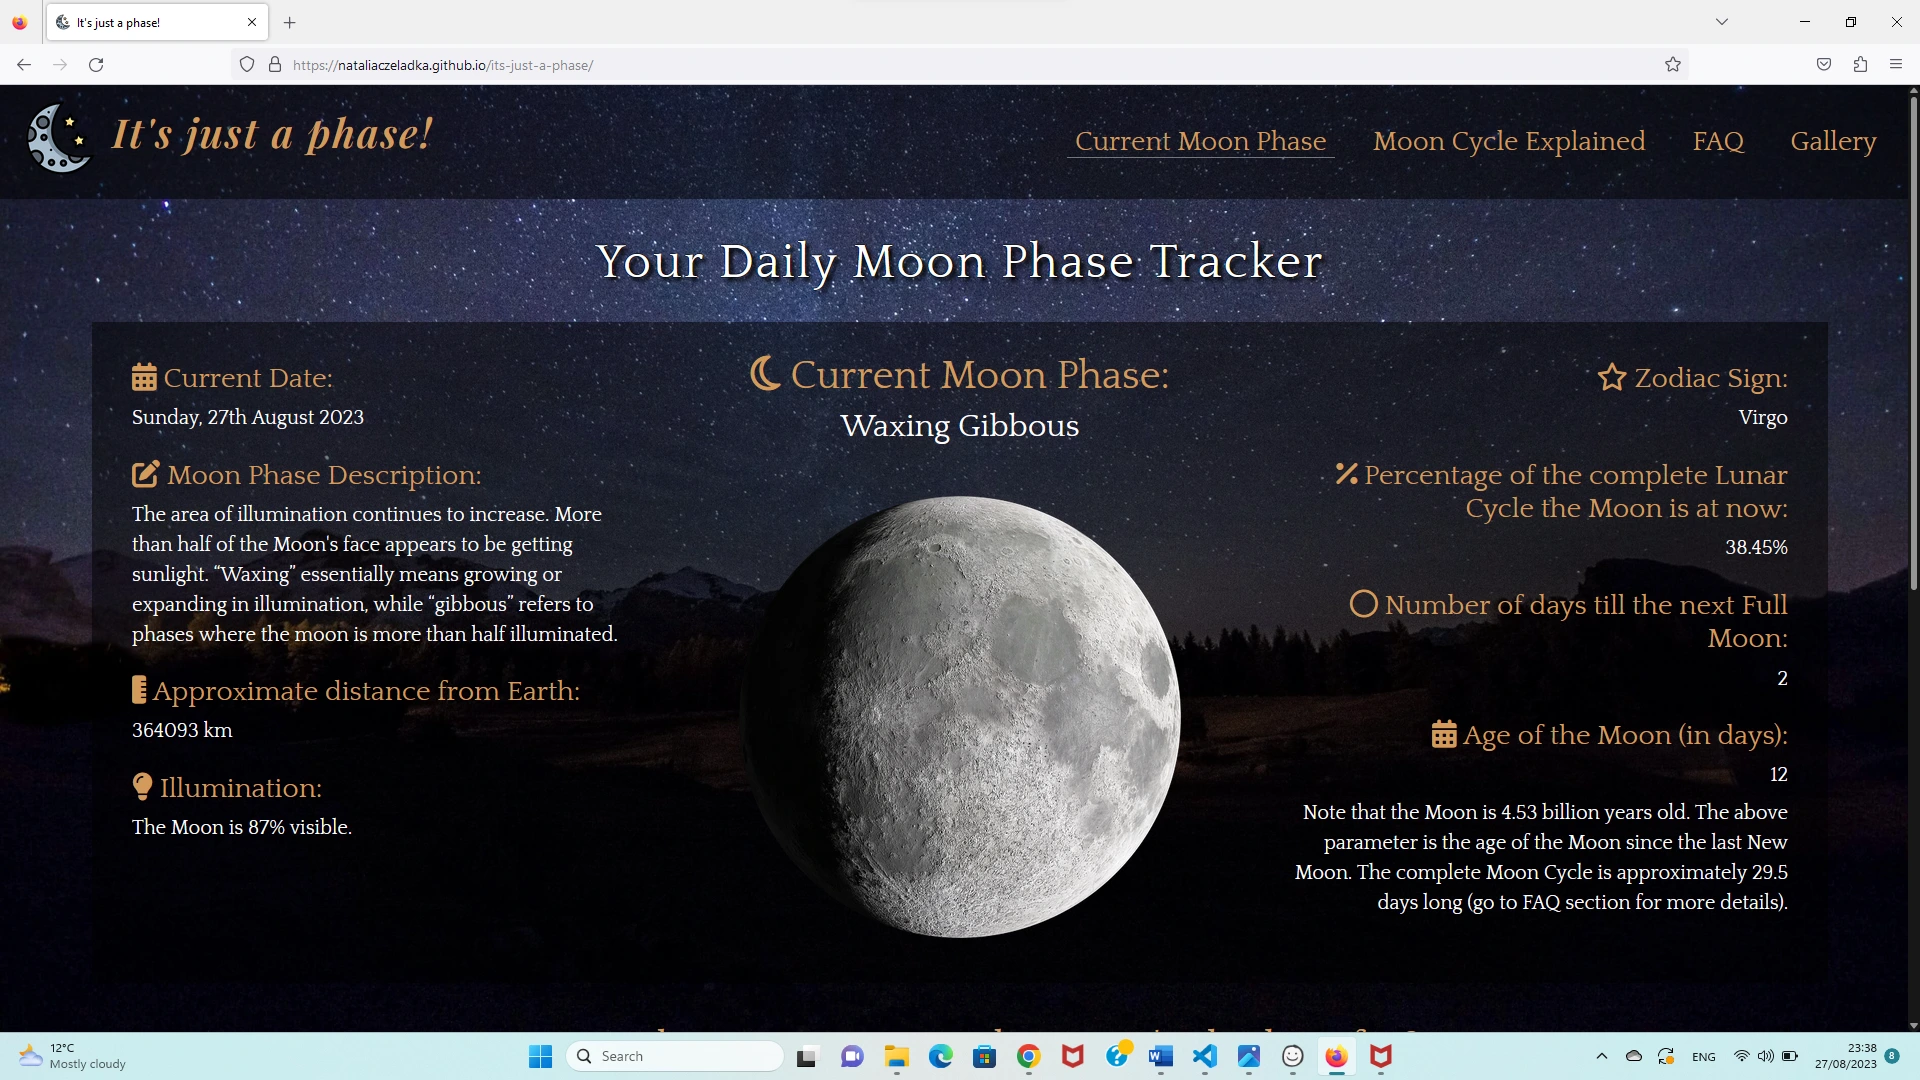 It's just a phase!
https://nataliaczeladka.github.io/its-just-a-phase/
It's just a phase!
Current Moon Phase
Moon Cycle Explained
FAQ
Gallery
Your Daily Moon Phase Tracker
Current Date:
Sunday, 27th August 2023
Moon Phase Description:
The area of illumination continues to increase. More
than half of the Moon's face appears to be getting
sunlight. “Waxing” essentially means growing or
expanding in illumination, while “gibbous” refers to
phases where the moon is more than half illuminated.
Approximate distance from Earth:
364093 km
Illumination:
The Moon is 87% visible.
Current Moon Phase:
Waxing Gibbous
Zodiac Sign:
Virgo
Percentage of the complete Lunar
Cycle the Moon is at now:
38.45%
Number of days till the next Full
Moon:
2
Age of the Moon (in days):
12
Note that the Moon is 4.53 billion years old. The above
parameter is the age of the Moon since the last New
Moon. The complete Moon Cycle is approximately 29.5
days long (go to FAQ section for more details).
12°C
Mostly cloudy
Search
ENG
23:38
27/08/2023
8